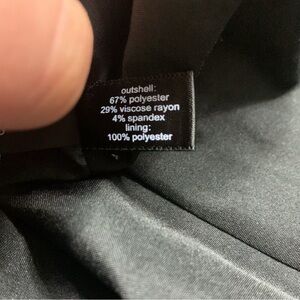 outshell:
67% polyester
29% viscose rayon
4% spandex
lining:
100% polyester